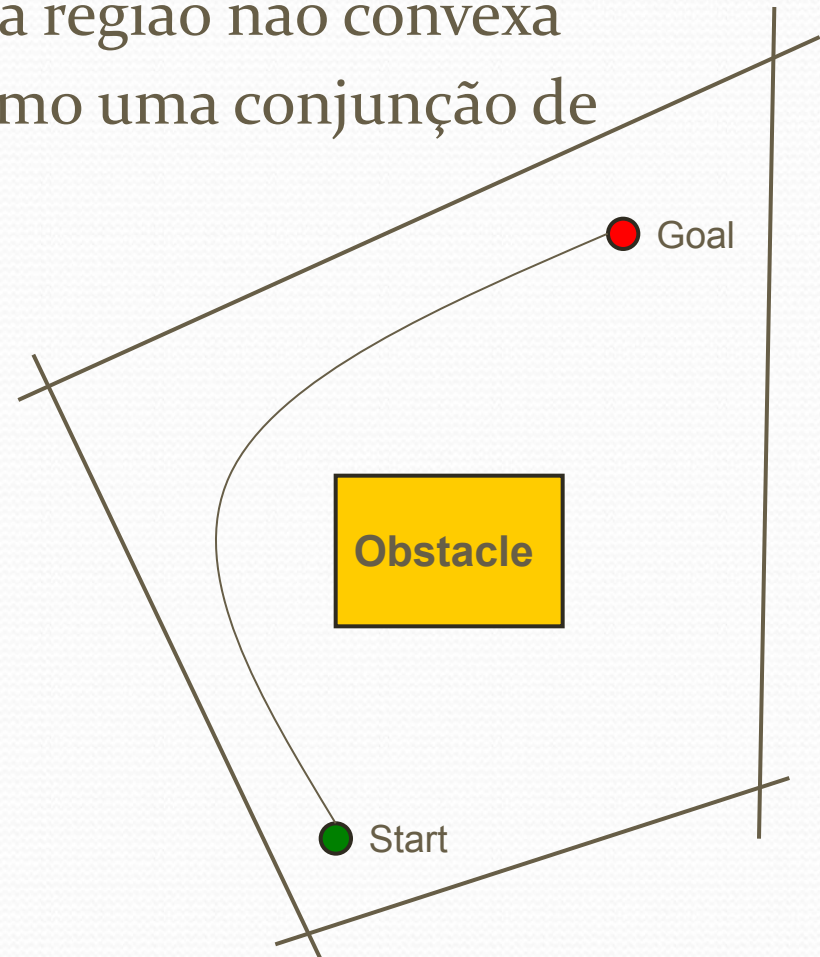 a região não convexa
mo uma conjunção de
Goal
Obstacle
Start